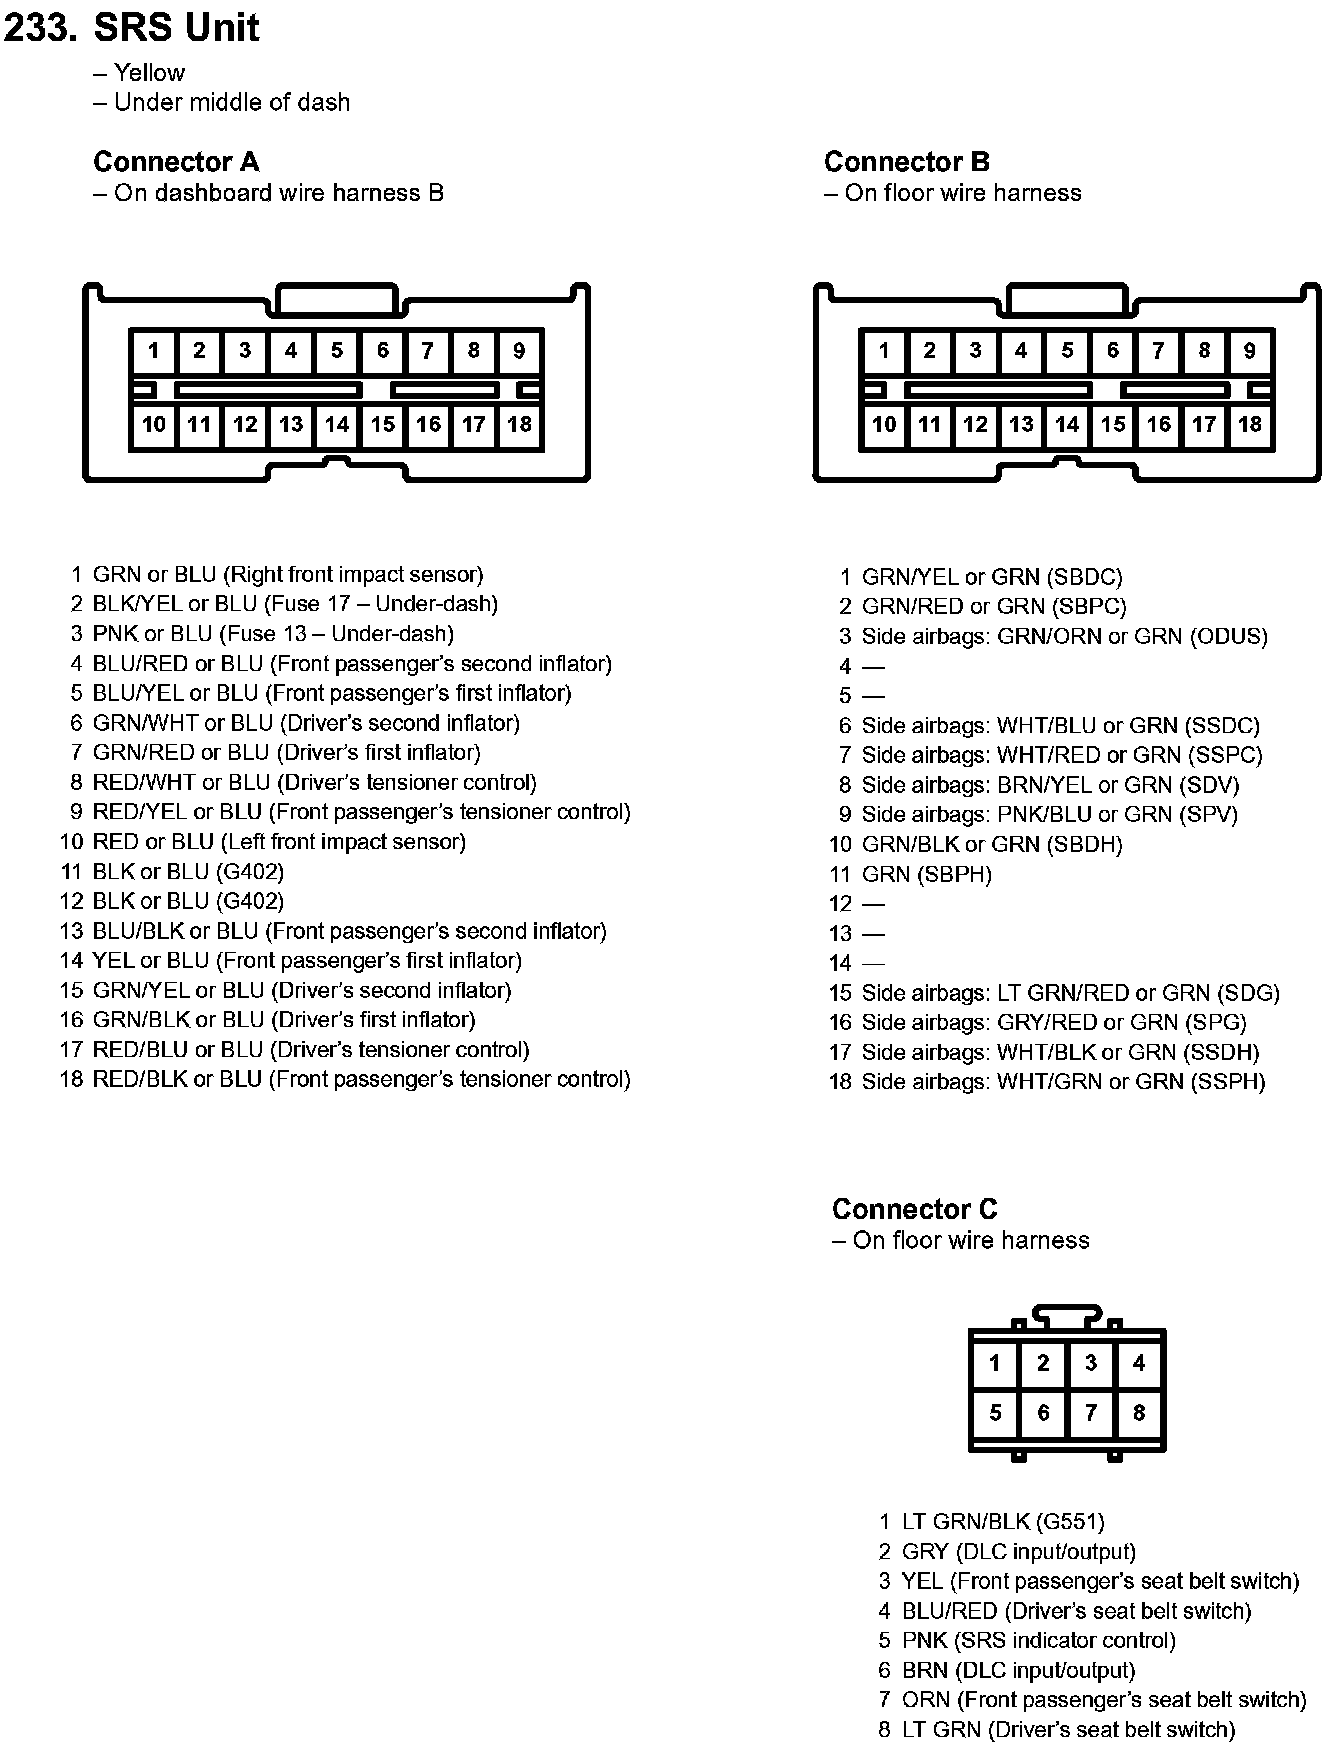 233. SRS Unit
– Yellow
– Under middle of dash
Connector A
– On dashboard wire harness B
1 2 3 4 5 6 7 8 9
10 11 12 13 14 15 16 17 18
1 GRN or BLU (Right front impact sensor)
2 BLK/YEL or BLU (Fuse 17 – Under-dash)
3 PNK or BLU (Fuse 13 – Under-dash)
4 BLU/RED or BLU (Front passenger’s second inflator)
5 BLU/YEL or BLU (Front passenger’s first inflator)
6 GRN/WHT or BLU (Driver’s second inflator)
7 GRN/RED or BLU (Driver’s first inflator)
8 RED/WHT or BLU (Driver’s tensioner control)
9 RED/YEL or BLU (Front passenger’s tensioner control)
10 RED or BLU (Left front impact sensor)
11 BLK or BLU (G402)
12 BLK or BLU (G402)
13 BLU/BLK or BLU (Front passenger’s second inflator)
14 YEL or BLU (Front passenger’s first inflator)
15 GRN/YEL or BLU (Driver’s second inflator)
16 GRN/BLK or BLU (Driver’s first inflator)
17 RED/BLU or BLU (Driver’s tensioner control)
18 RED/BLK or BLU (Front passenger’s tensioner control)
Connector B
– On floor wire harness
1 2 3 4 5 6 7 8 9
10 11 12 13 14 15 16 17 18
1 GRN/YEL or GRN (SBDC)
2 GRN/RED or GRN (SBPC)
3 Side airbags: GRN/ORN or GRN (ODUS)
4 —
5 —
6 Side airbags: WHT/BLU or GRN (SSDC)
7 Side airbags: WHT/RED or GRN (SSPC)
8 Side airbags: BRN/YEL or GRN (SDV)
9 Side airbags: PNK/BLU or GRN (SPV)
10 GRN/BLK or GRN (SBDH)
11 GRN (SBPH)
12 —
13 —
14 —
15 Side airbags: LT GRN/RED or GRN (SDG)
16 Side airbags: GRY/RED or GRN (SPG)
17 Side airbags: WHT/BLK or GRN (SSDH)
18 Side airbags: WHT/GRN or GRN (SSPH)
Connector C
– On floor wire harness
1 2 3 4
5 6 7 8
1 LT GRN/BLK (G551)
2 GRY (DLC input/output)
3 YEL (Front passenger’s seat belt switch)
4 BLU/RED (Driver’s seat belt switch)
5 PNK (SRS indicator control)
6 BRN (DLC input/output)
7 ORN (Front passenger’s seat belt switch)
8 LT GRN (Driver’s seat belt switch)